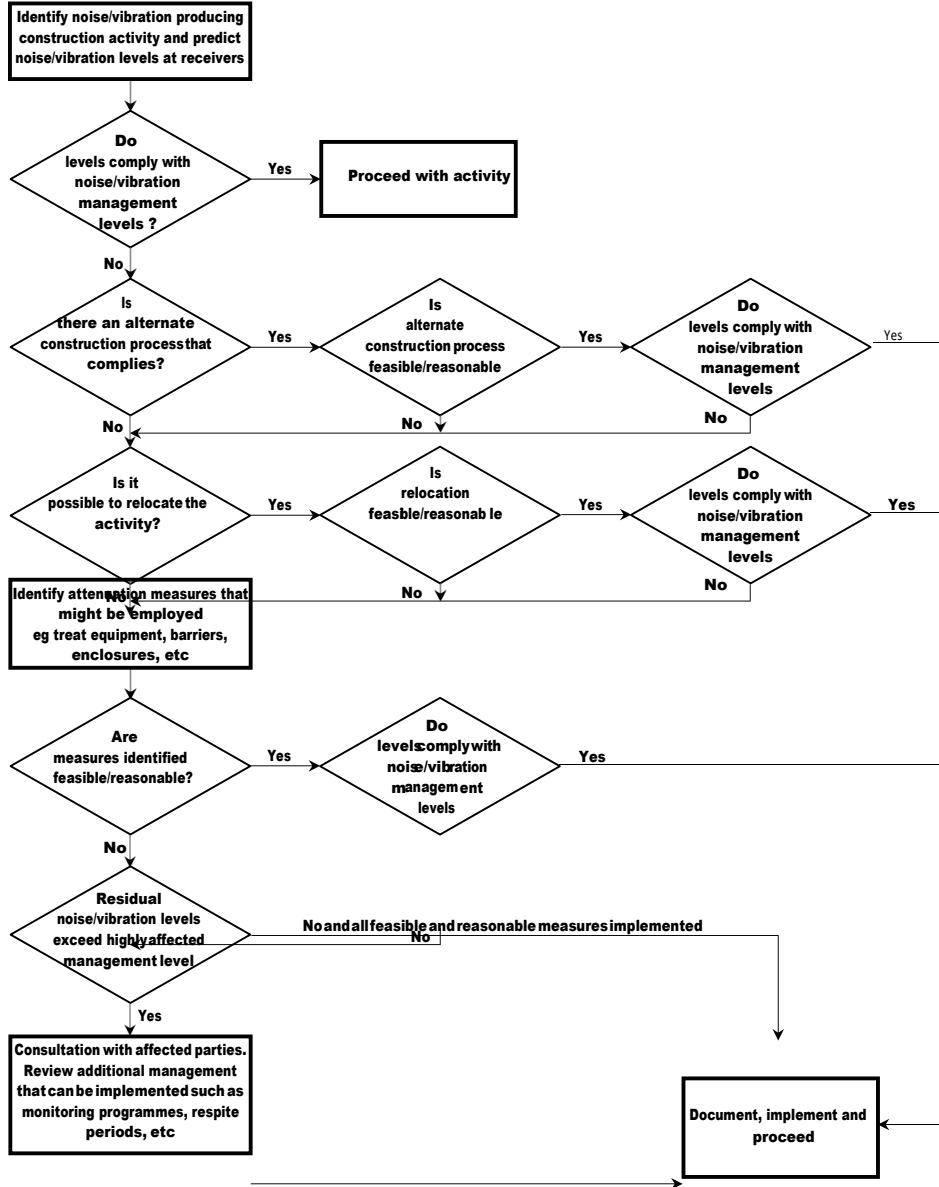 Identify noise/vibration producing
construction activity and predict
noise/vibration levels at receivers
Do
levels comply with
noise/vibration
management
levels ?
Yes
Proceed with activity
No
Is
there an alternate
construction process that
complies?
Yes
Is
alternate
construction process
feasible/reasonable
Yes
Do
levels comply with
noise/vibration
management
levels
Yes
No
No
No
Is it
possible to relocate the
activity?
Yes
Is
relocation
feasible/reasonable
Yes
Do
levels comply with
noise/vibration
management
levels
Yes
No
No
No
Identify attenuation measures that
might be employed
eg treat equipment, barriers,
enclosures, etc
Are
measures identified
feasible/reasonable?
Yes
Do
levels comply with
noise/vibration
management
levels
Yes
No
Residual
noise/vibration levels
exceed highly affected
management level
No and all feasible and reasonable measures implemented
No
Yes
Consultation with affected parties.
Review additional management
that can be implemented such as
monitoring programmes, respite
periods, etc
Document, implement and
proceed